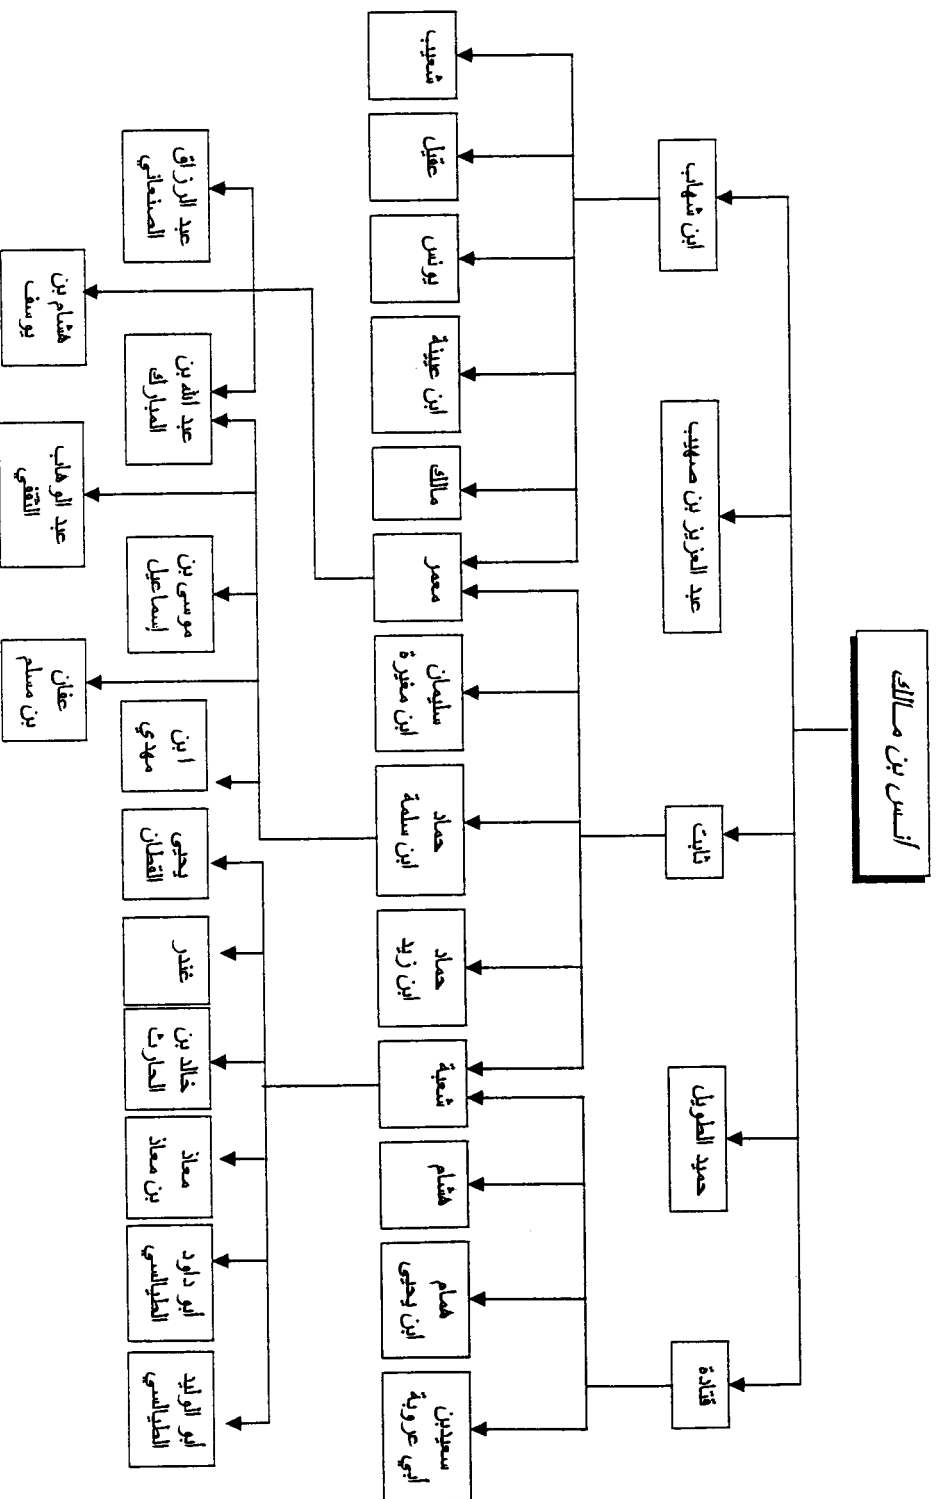 أنس بن مالك
قتادة
حميد الطويل
ثابت
عبد العزيز بن صهيب
ابن شهاب
سعيد بن
أبي عروبة
همام
ابن يحيى
هشام
شعبة
حماد
ابن زيد
حماد
ابن سلمة
سليمان
ابن مغيرة
معمر
مالك
ابن عيينة
يونس
عقيل
شعيب
أبو الوليد
الطيالسي
أبو داود
الطيالسي
معاذ
بن معاذ
خالد بن
الحارث
غندر
يحيى
القطان
ابن
مهدي
موسى بن
إسماعيل
عبد الله بن
المبارك
عبد الرزاق
الصنعاني
عفان
بن مسلم
عبد الوهاب
الثقفي
هشام بن
يوسف